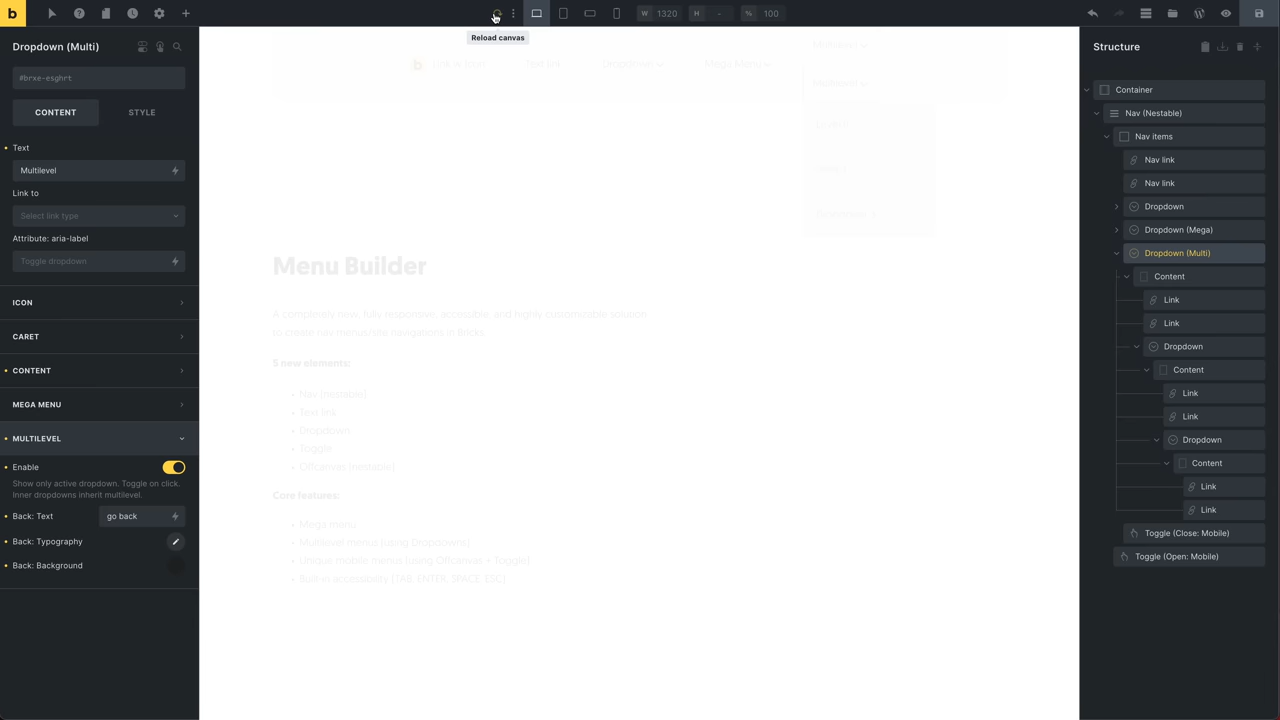 b
Reload canvas
W 1320
H -
% 100
Dropdown (Multi)
#brxe-esghrt
CONTENT
STYLE
Text
Multilevel
Link to
Select link type
Attribute: aria-label
Toggle dropdown
ICON
CARET
CONTENT
MEGA MENU
MULTILEVEL
Enable
Show only active dropdown. Toggle on click.
Inner dropdowns inherit multilevel.
Back: Text
go back
Back: Typography
Back: Background
Dropdown
Mega Menu
Multilevel
Menu Builder
A completely new, fully responsive, accessible, and highly customizable solution
to create nav menus/site-navigations in Bricks.
5 new elements:
• Nav (nestable)
• Text link
• Dropdown
• Toggle
• Offcanvas (nestable)
Core features:
• Mega menu
• Multilevel menus (using Dropdowns)
• Unique mobile menus (using Offcanvas + Toggle)
• Built-in accessibility (TAB, ENTER, SPACE, ESC)
Structure
Container
Nav (Nestable)
Nav items
Nav link
Nav link
Dropdown
Dropdown (Mega)
Dropdown (Multi)
Content
Link
Link
Dropdown
Content
Link
Link
Dropdown
Content
Link
Link
Toggle (Close: Mobile)
Toggle (Open: Mobile)